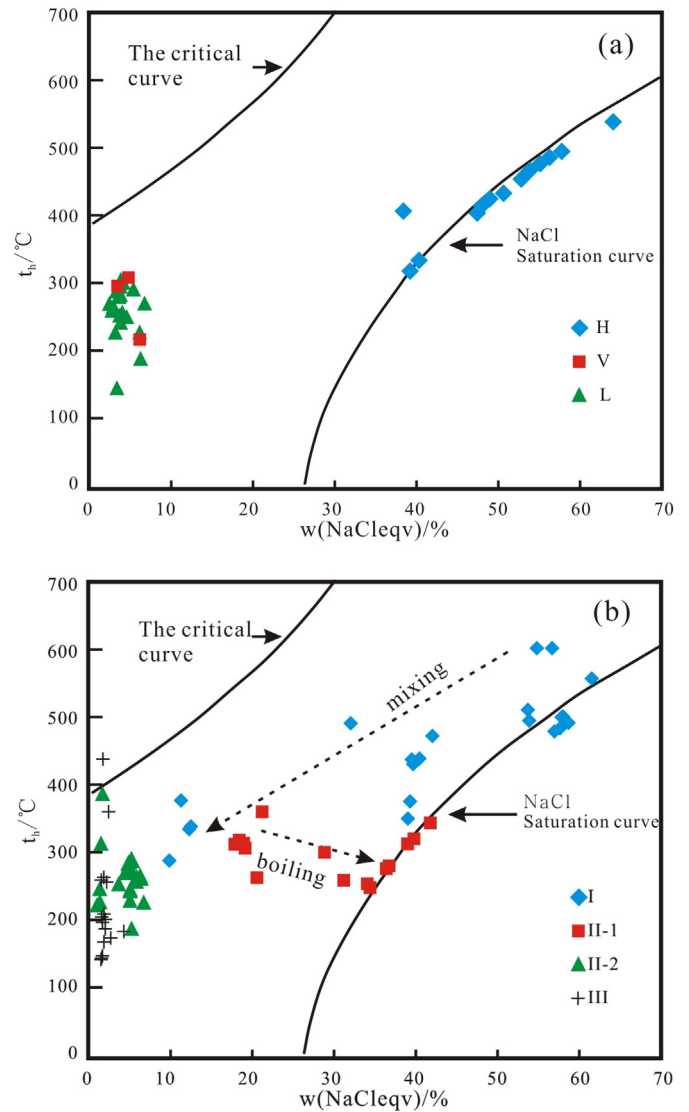 700
(a)
The critical
curve
600
500
400
300
200
100
0
NaCl
Saturation curve
H
V
L
tₕ/℃
0 10 20 30 40 50 60 70
w(NaCleqv)/%
700
(b)
The critical
curve
600
500
400
300
200
100
0
mixing
boiling
NaCl
Saturation curve
I
II-1
II-2
III
tₕ/℃
0 10 20 30 40 50 60 70
w(NaCleqv)/%